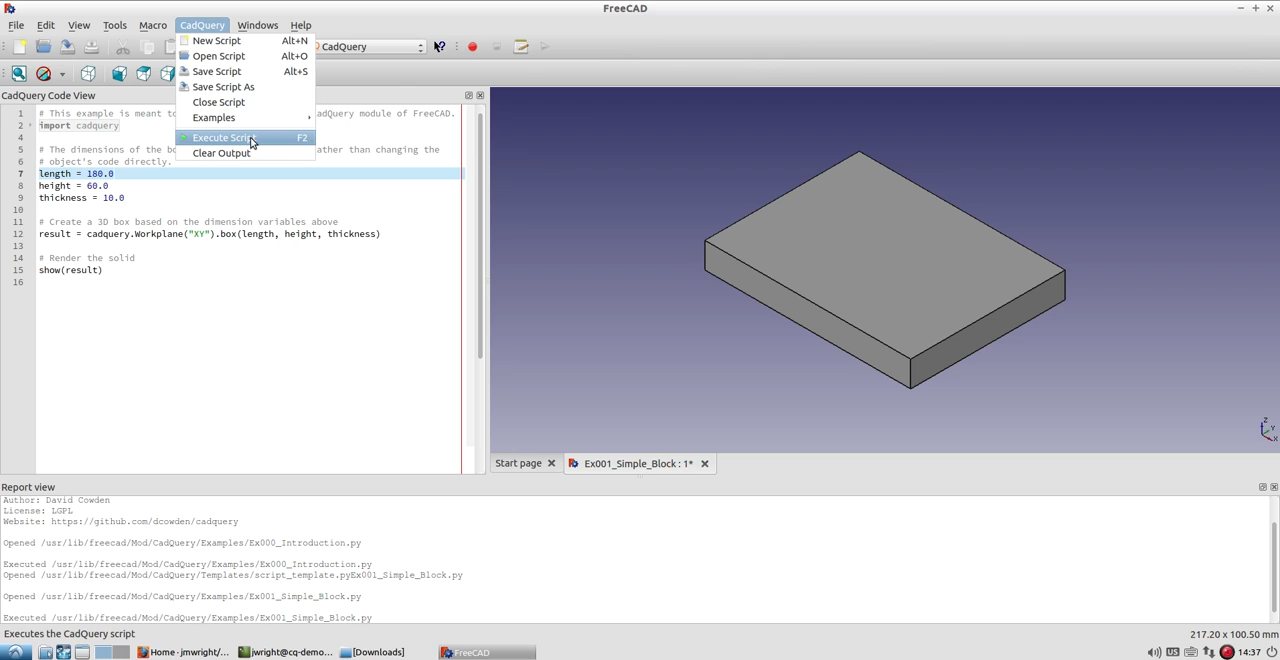 FreeCAD
File Edit View Tools Macro CadQuery Windows Help
New Script Alt+N
Open Script Alt+O
Save Script Alt+S
Save Script As
Close Script
Examples
Execute Script F2
Clear Output
CadQuery
CadQuery Code View
1 # This example is meant to adQuery module of FreeCAD.
2 import cadquery
4
5 # The dimensions of the bo ather than changing the
6 # object's code directly.
7 length = 180.0
8 height = 60.0
9 thickness = 10.0
10
11 # Create a 3D box based on the dimension variables above
12 result = cadquery.Workplane("XY").box(length, height, thickness)
13
14 # Render the solid
15 show(result)
16
Z
Y
X
Start page Ex001_Simple_Block : 1*
Report view
Author: David Cowden
License: LGPL
Website: https://github.com/dcowden/cadquery
Opened /usr/lib/freecad/Mod/CadQuery/Examples/Ex000_Introduction.py
Executed /usr/lib/freecad/Mod/CadQuery/Examples/Ex000_Introduction.py
Opened /usr/lib/freecad/Mod/CadQuery/Templates/script_template.pyEx001_Simple_Block.py
Opened /usr/lib/freecad/Mod/CadQuery/Examples/Ex001_Simple_Block.py
Executed /usr/lib/freecad/Mod/CadQuery/Examples/Ex001_Simple_Block.py
Executes the CadQuery script 217.20 x 100.50 mm
Home - jmwright/... jwright@cq-demo... [Downloads] FreeCAD US 14:37